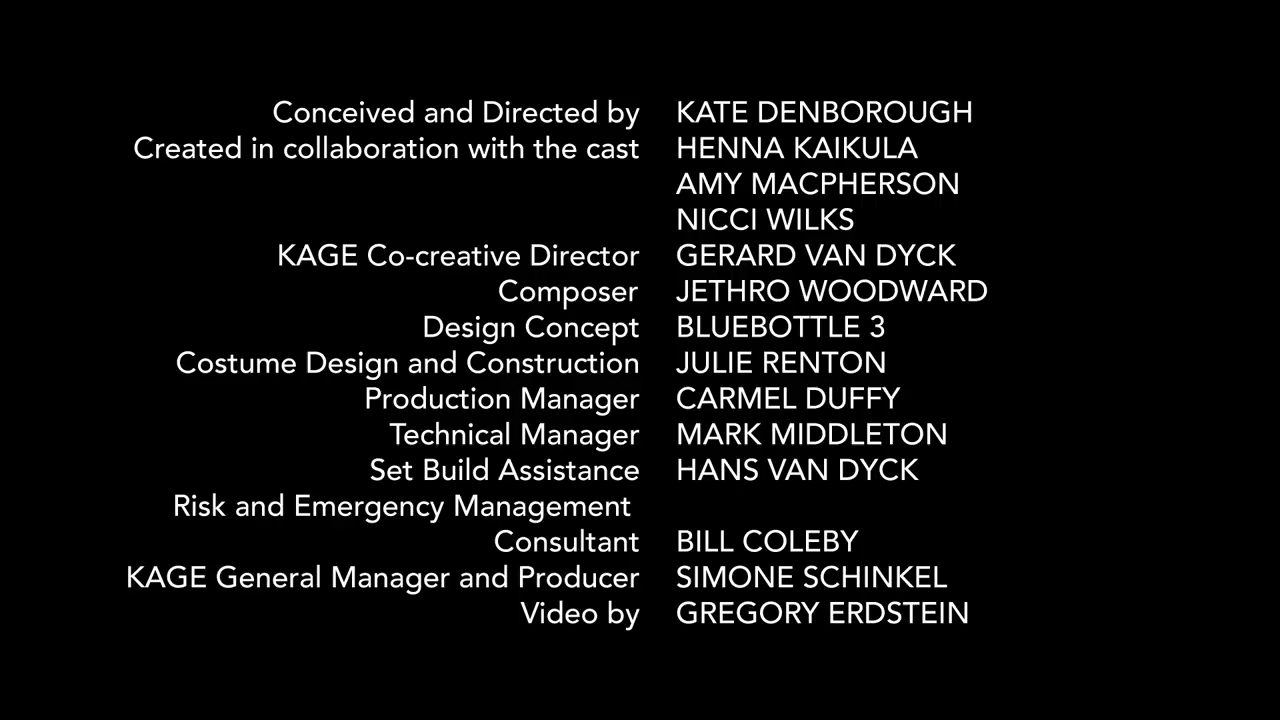 Conceived and Directed by KATE DENBOROUGH
Created in collaboration with the cast HENNA KAIKULA
AMY MACPHERSON
NICCI WILKS
KAGE Co-creative Director GERARD VAN DYCK
Composer JETHRO WOODWARD
Design Concept BLUEBOTTLE 3
Costume Design and Construction JULIE RENTON
Production Manager CARMEL DUFFY
Technical Manager MARK MIDDLETON
Set Build Assistance HANS VAN DYCK
Risk and Emergency Management
Consultant BILL COLEBY
KAGE General Manager and Producer SIMONE SCHINKEL
Video by GREGORY ERDSTEIN